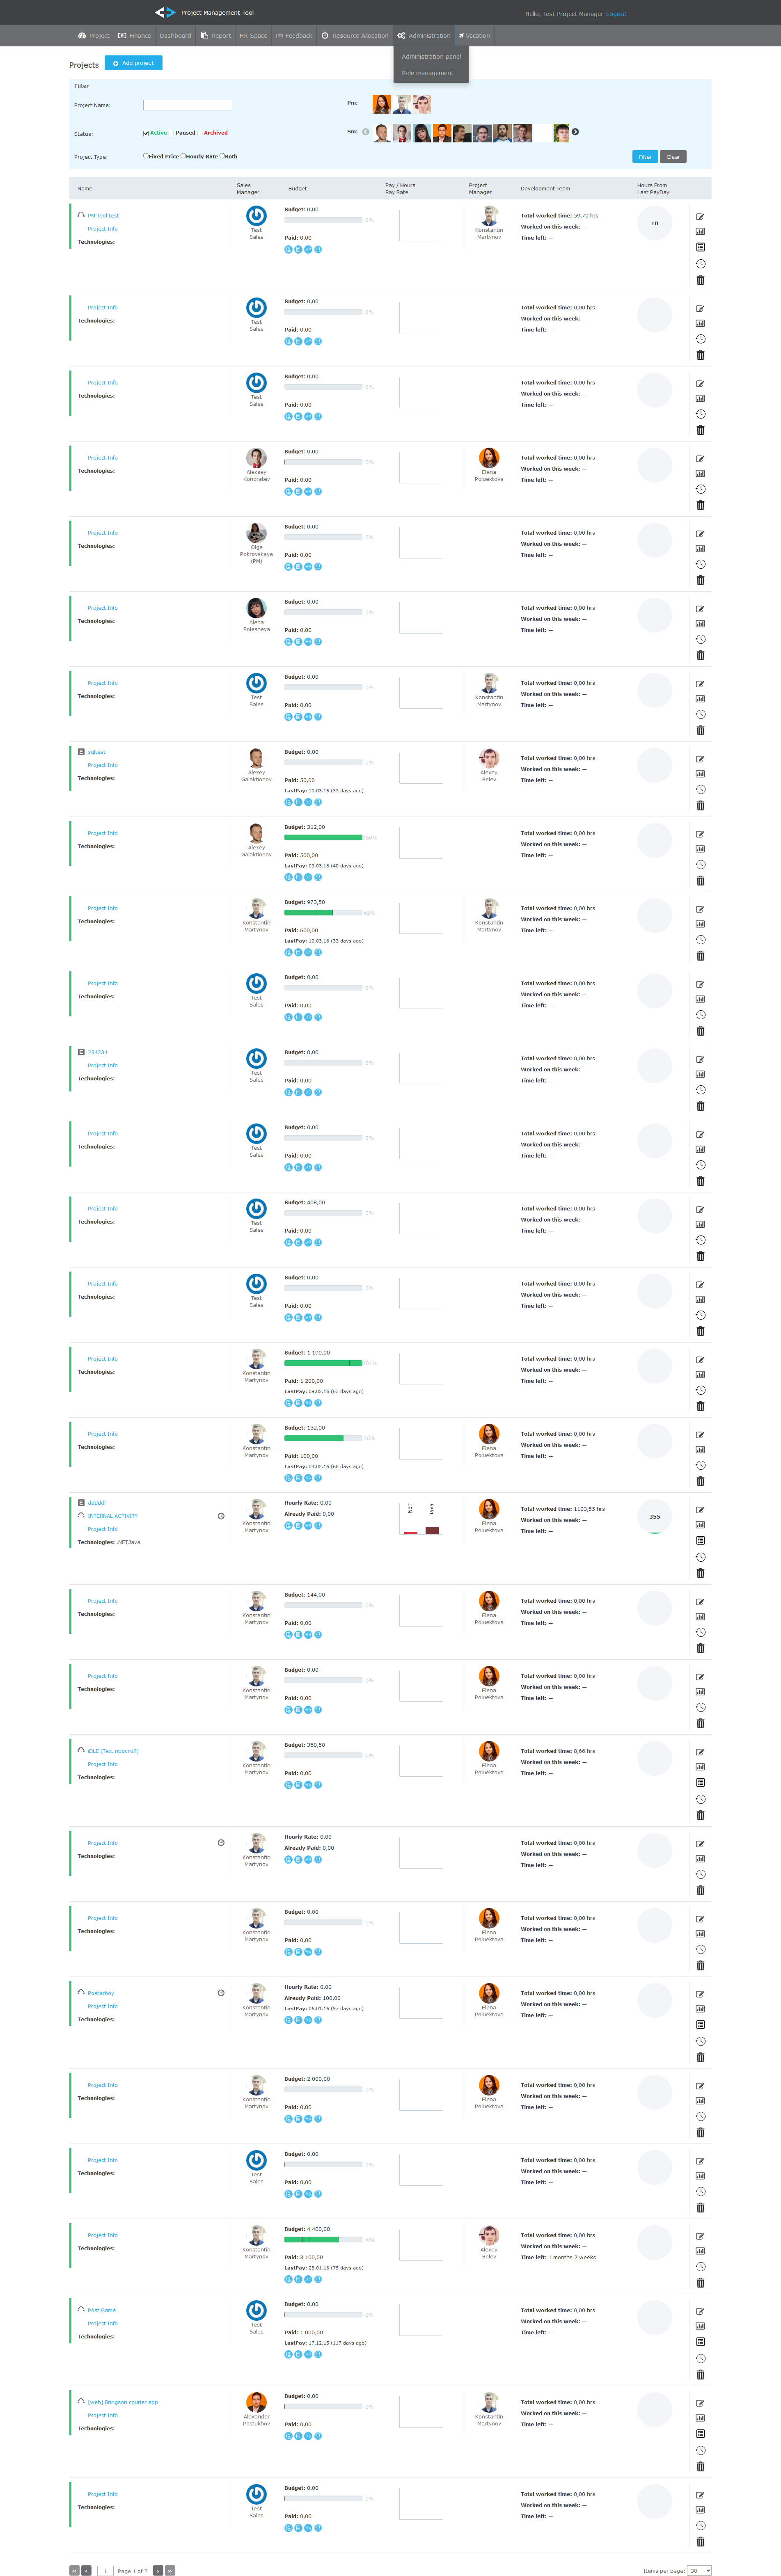 Project Management Tool
Hello, Test Project Manager Logout
Project Finance Dashboard Report HR Space PM Feedback Resource Allocation Administration Vacation
Administration panel
Role management
Projects Add project
Filter
Project Name: Pm:
Status: Active Paused Archived Sm:
Project Type: Fixed Price Hourly Rate Both Filter Clear
Name Sales Manager Budget Pay / Hours Pay Rate Project Manager Development Team Hours From Last PayDay
PM Tool test
Project Info
Technologies:
Test Sales
Budget: 0,00
0%
Paid: 0,00
Konstantin Martynov
Total worked time: 59,70 hrs
Worked on this week: —
Time left: —
10
Project Info
Technologies:
Test Sales
Budget: 0,00
0%
Paid: 0,00
Total worked time: 0,00 hrs
Worked on this week: —
Time left: —
Project Info
Technologies:
Test Sales
Budget: 0,00
0%
Paid: 0,00
Total worked time: 0,00 hrs
Worked on this week: —
Time left: —
Project Info
Technologies:
Aleksey Kondratev
Budget: 0,00
0%
Paid: 0,00
Elena Poluektova
Total worked time: 0,00 hrs
Worked on this week: —
Time left: —
Project Info
Technologies:
Olga Pokrovskaya (PM)
Budget: 0,00
0%
Paid: 0,00
Total worked time: 0,00 hrs
Worked on this week: —
Time left: —
Project Info
Technologies:
Alena Polesheva
Budget: 0,00
0%
Paid: 0,00
Total worked time: 0,00 hrs
Worked on this week: —
Time left: —
Project Info
Technologies:
Test Sales
Budget: 0,00
0%
Paid: 0,00
Konstantin Martynov
Total worked time: 0,00 hrs
Worked on this week: —
Time left: —
Project Info
Technologies:
Alexey Galaktionov
Budget: 0,00
0%
Paid: 50,00
LastPay: 10.03.16 (33 days ago)
Alexey Belov
Total worked time: 0,00 hrs
Worked on this week: —
Time left: —
Project Info
Technologies:
Alexey Galaktionov
Budget: 312,00
Paid: 500,00
LastPay: 03.03.16 (40 days ago)
Total worked time: 0,00 hrs
Worked on this week: —
Time left: —
Project Info
Technologies:
Konstantin Martynov
Budget: 973,50
62%
Paid: 600,00
LastPay: 10.03.16 (33 days ago)
Konstantin Martynov
Total worked time: 0,00 hrs
Worked on this week: —
Time left: —
Project Info
Technologies:
Test Sales
Budget: 0,00
0%
Paid: 0,00
Total worked time: 0,00 hrs
Worked on this week: —
Time left: —
234234
Project Info
Technologies:
Test Sales
Budget: 0,00
0%
Paid: 0,00
Total worked time: 0,00 hrs
Worked on this week: —
Time left: —
Project Info
Technologies:
Test Sales
Budget: 0,00
0%
Paid: 0,00
Total worked time: 0,00 hrs
Worked on this week: —
Time left: —
Project Info
Technologies:
Test Sales
Budget: 408,00
0%
Paid: 0,00
Total worked time: 0,00 hrs
Worked on this week: —
Time left: —
Project Info
Technologies:
Test Sales
Budget: 0,00
0%
Paid: 0,00
Total worked time: 0,00 hrs
Worked on this week: —
Time left: —
Project Info
Technologies:
Konstantin Martynov
Budget: 1 190,00
101%
Paid: 1 200,00
LastPay: 09.02.16 (63 days ago)
Total worked time: 0,00 hrs
Worked on this week: —
Time left: —
Project Info
Technologies:
Konstantin Martynov
Budget: 132,00
76%
Paid: 100,00
LastPay: 04.02.16 (68 days ago)
Elena Poluektova
Total worked time: 0,00 hrs
Worked on this week: —
Time left: —
dddddf
INTERNAL ACTIVITY
Project Info
Technologies: .NET,Java
Konstantin Martynov
Hourly Rate: 0,00
Already Paid: 0,00
.NET Java
Elena Poluektova
Total worked time: 1103,55 hrs
Worked on this week: —
Time left: —
355
Project Info
Technologies:
Konstantin Martynov
Budget: 144,00
0%
Paid: 0,00
Elena Poluektova
Total worked time: 0,00 hrs
Worked on this week: —
Time left: —
Project Info
Technologies:
Konstantin Martynov
Budget: 0,00
0%
Paid: 0,00
Elena Poluektova
Total worked time: 0,00 hrs
Worked on this week: —
Time left: —
IDLE (Тех. простой)
Project Info
Technologies:
Konstantin Martynov
Budget: 360,50
0%
Paid: 0,00
Elena Poluektova
Total worked time: 8,66 hrs
Worked on this week: —
Time left: —
Project Info
Technologies:
Konstantin Martynov
Hourly Rate: 0,00
Already Paid: 0,00
Total worked time: 0,00 hrs
Worked on this week: —
Time left: —
Project Info
Technologies:
Konstantin Martynov
Budget: 0,00
0%
Paid: 0,00
Elena Poluektova
Total worked time: 0,00 hrs
Worked on this week: —
Time left: —
Postarboy
Project Info
Technologies:
Konstantin Martynov
Hourly Rate: 0,00
Already Paid: 100,00
LastPay: 06.01.16 (97 days ago)
Elena Poluektova
Total worked time: 0,00 hrs
Worked on this week: —
Time left: —
Project Info
Technologies:
Konstantin Martynov
Budget: 2 000,00
0%
Paid: 0,00
Elena Poluektova
Total worked time: 0,00 hrs
Worked on this week: —
Time left: —
Project Info
Technologies:
Test Sales
Budget: 0,00
0%
Paid: 0,00
Total worked time: 0,00 hrs
Worked on this week: —
Time left: —
Project Info
Technologies:
Konstantin Martynov
Budget: 4 400,00
70%
Paid: 3 100,00
LastPay: 28.01.16 (75 days ago)
Alexey Belov
Total worked time: 0,00 hrs
Worked on this week: —
Time left: 1 months 2 weeks
Post Game
Project Info
Technologies:
Test Sales
Budget: 0,00
0%
Paid: 1 000,00
LastPay: 17.12.15 (117 days ago)
Total worked time: 0,00 hrs
Worked on this week: —
Time left: —
[web] Bringoon courier app
Project Info
Technologies:
Alexander Pastukhov
Budget: 0,00
0%
Paid: 0,00
Konstantin Martynov
Total worked time: 0,00 hrs
Worked on this week: —
Time left: —
Project Info
Technologies:
Test Sales
Budget: 0,00
0%
Paid: 0,00
Total worked time: 0,00 hrs
Worked on this week: —
Time left: —
1 Page 1 of 2 Items per page: 30